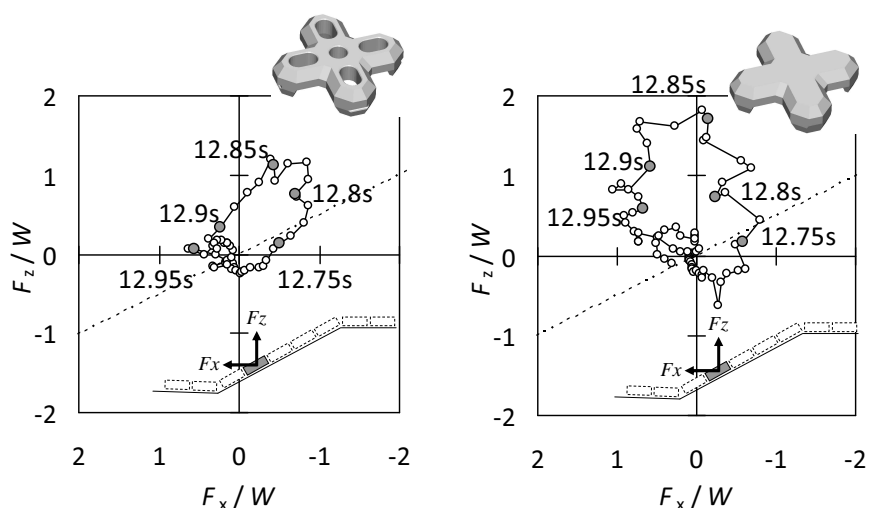 2
12.85s
1
12.8s
12.9s
0
12.95s
12.75s
-1
Fz
Fx
-2
2
1
0
-1
-2
F_z / W
F_x / W
2
12.85s
1
12.9s
12.8s
12.95s
12.75s
0
-1
Fz
Fx
-2
2
1
0
-1
-2
F_z / W
F_x / W